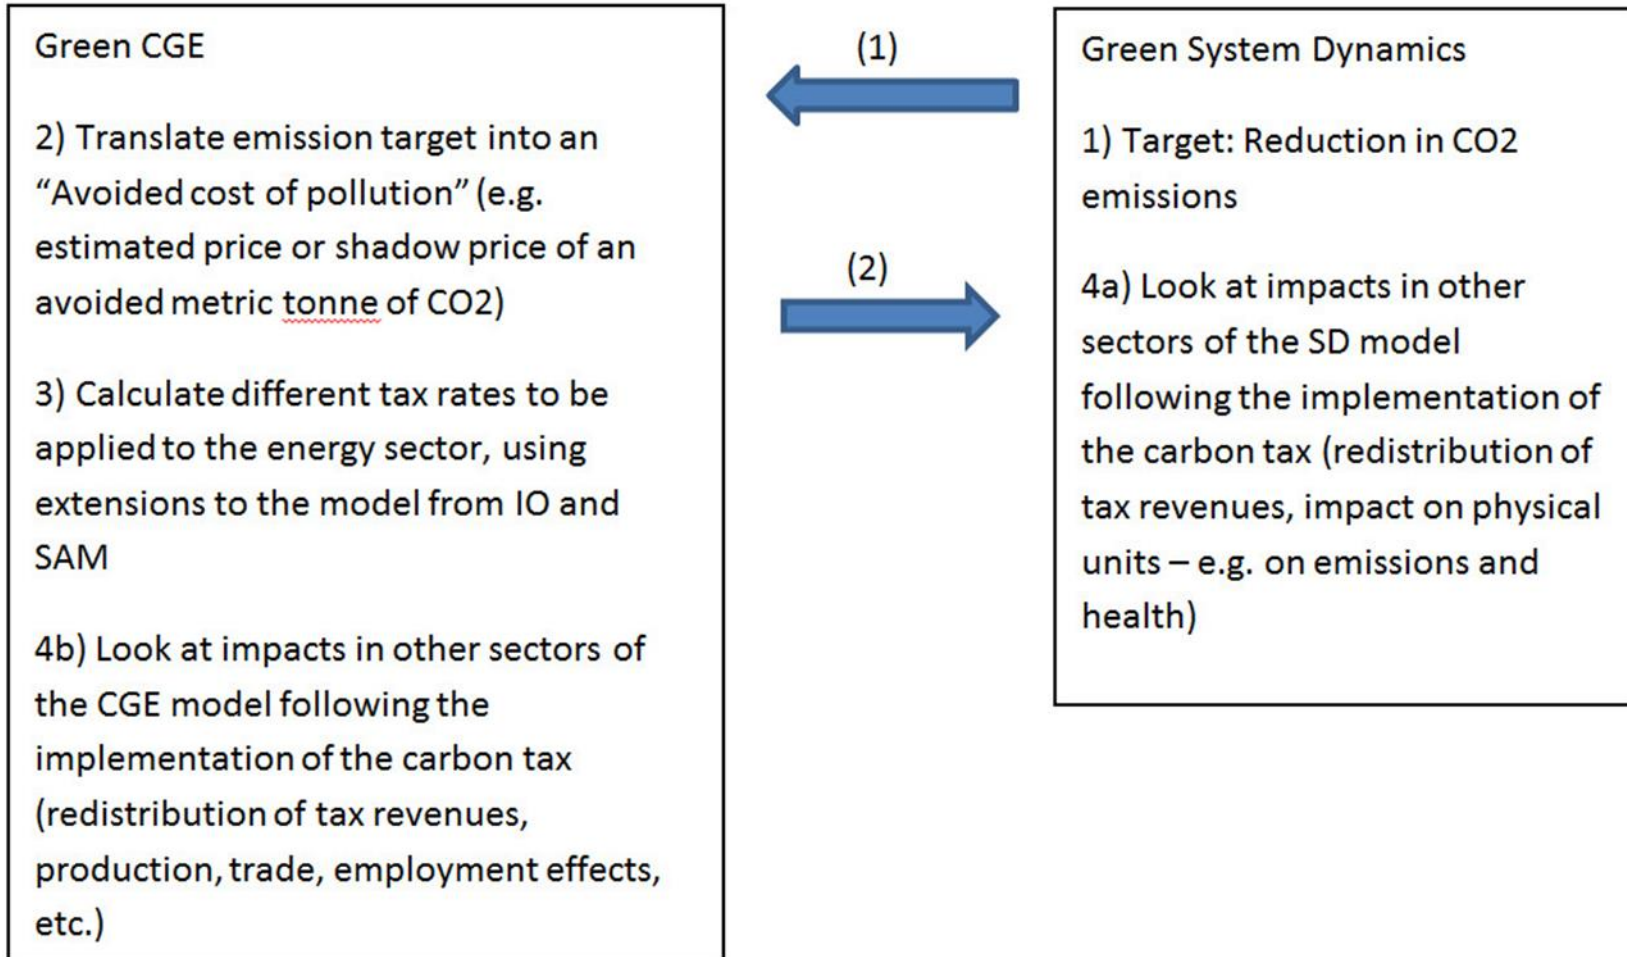 Green CGE
2) Translate emission target into an
“Avoided cost of pollution” (e.g.
estimated price or shadow price of an
avoided metric tonne of CO2)
3) Calculate different tax rates to be
applied to the energy sector, using
extensions to the model from IO and
SAM
4b) Look at impacts in other sectors of
the CGE model following the
implementation of the carbon tax
(redistribution of tax revenues,
production, trade, employment effects,
etc.)
(1)
(2)
Green System Dynamics
1) Target: Reduction in CO2
emissions
4a) Look at impacts in other
sectors of the SD model
following the implementation of
the carbon tax (redistribution of
tax revenues, impact on physical
units – e.g. on emissions and
health)